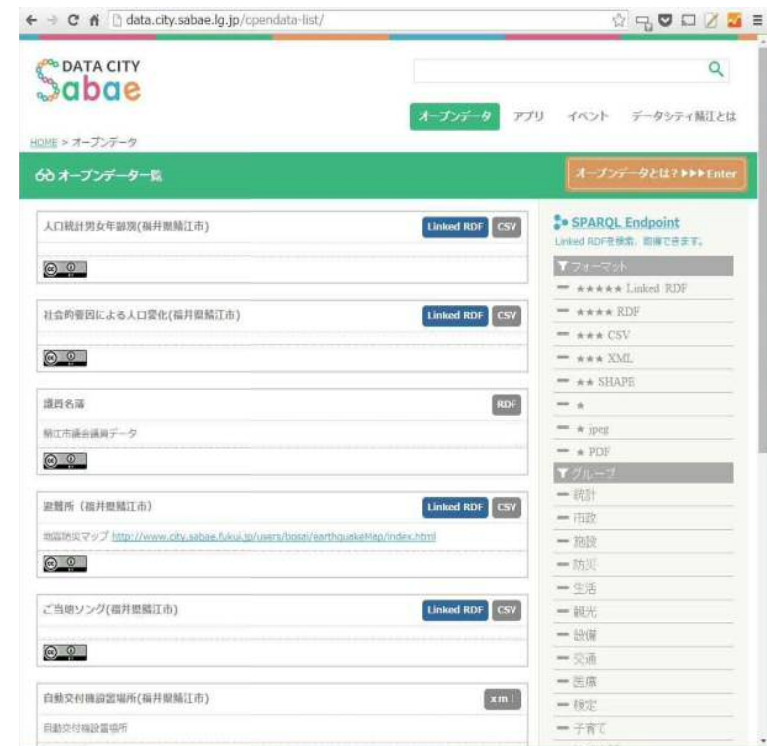 data.city.sabae.lg.jp/opendata-list/
DATA CITY
Sabae
オープンデータ アプリ イベント データシティ鯖江とは
HOME > オープンデータ
オープンデータ一覧
オープンデータとは?▶▶▶Enter
人口統計男女年齢別(福井県鯖江市) Linked RDF CSV
社会的要因による人口変化(福井県鯖江市) Linked RDF CSV
議員名簿 RDF
鯖江市議会議員データ
避難所（福井県鯖江市） Linked RDF CSV
地震防災マップ http://www.city.sabae.fukui.jp/users/bosai/earthquakeMap/index.html
ご当地ソング(福井県鯖江市) Linked RDF CSV
自動交付機設置場所(福井県鯖江市) xml
自動交付機設置場所
SPARQL Endpoint
Linked RDFを検索、取得できます。
フォーマット
★★★★★ Linked RDF
★★★★ RDF
★★★ CSV
★★★ XML
★★ SHAPE
★
★ jpeg
★ PDF
グループ
統計
市政
施設
防災
生活
観光
設備
交通
医療
検定
子育て